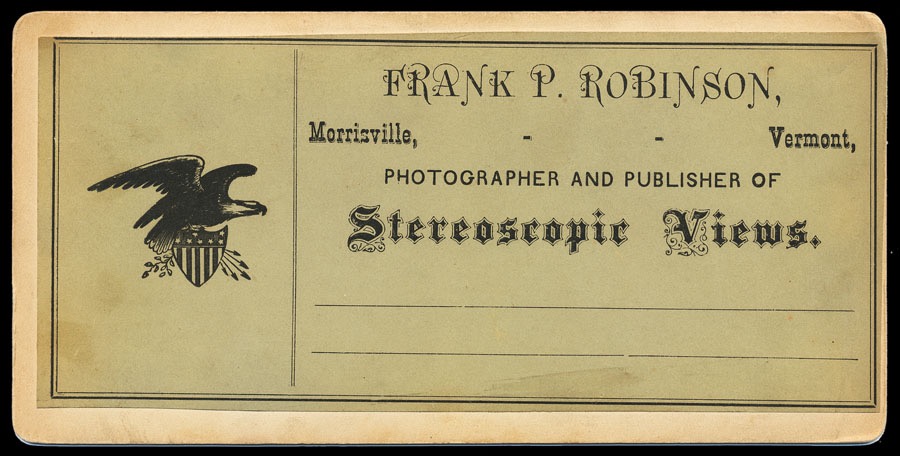 FRANK P. ROBINSON,
Morrisville, - - Vermont,
PHOTOGRAPHER AND PUBLISHER OF
Stereoscopic Views.